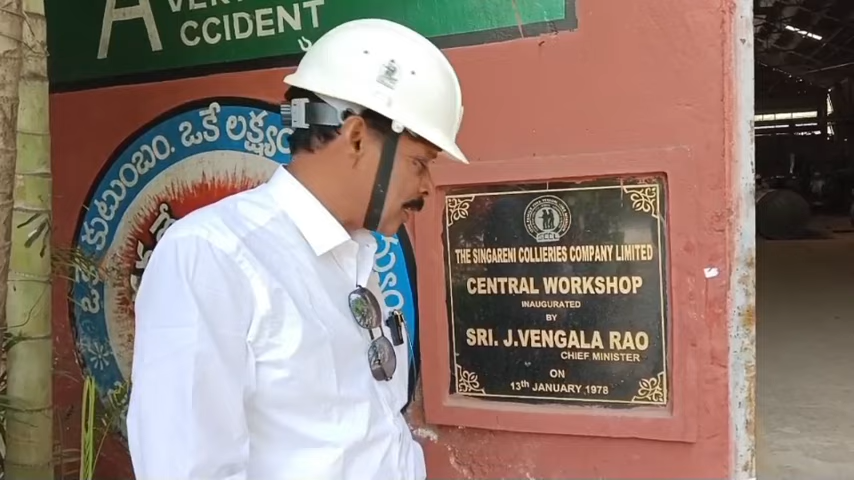 A
CCIDENT
కుటుంబం. ఒకే లక్ష్యం
THE SINGARENI COLLIERIES COMPANY LIMITED
CENTRAL WORKSHOP
INAUGURATED
BY
SRI. J.VENGALA RAO
CHIEF MINISTER
ON
13th JANUARY 1978